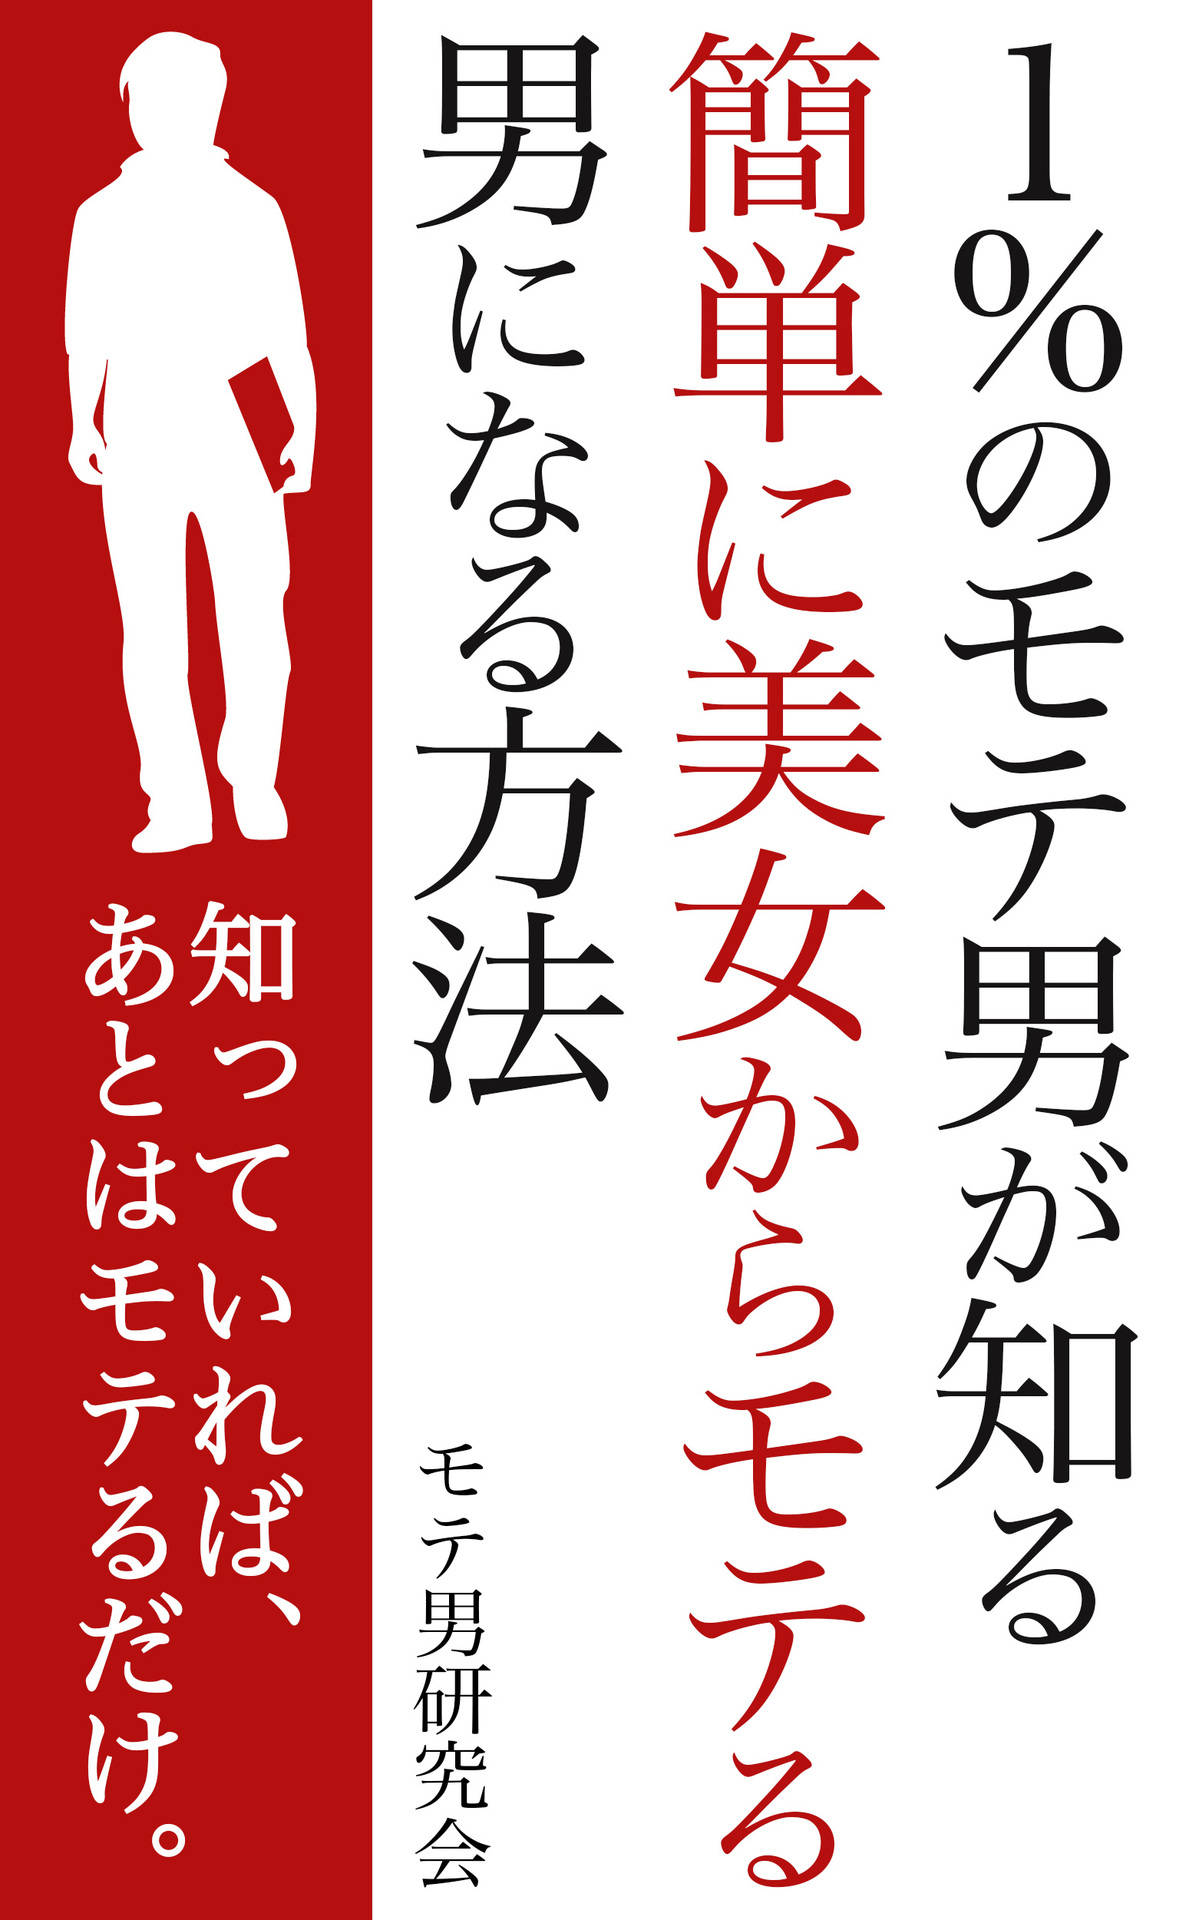 1%のモテ男が知る
簡単に美女からモテる
男になる方法
モテ男研究会
知っていれば、
あとはモテるだけ。